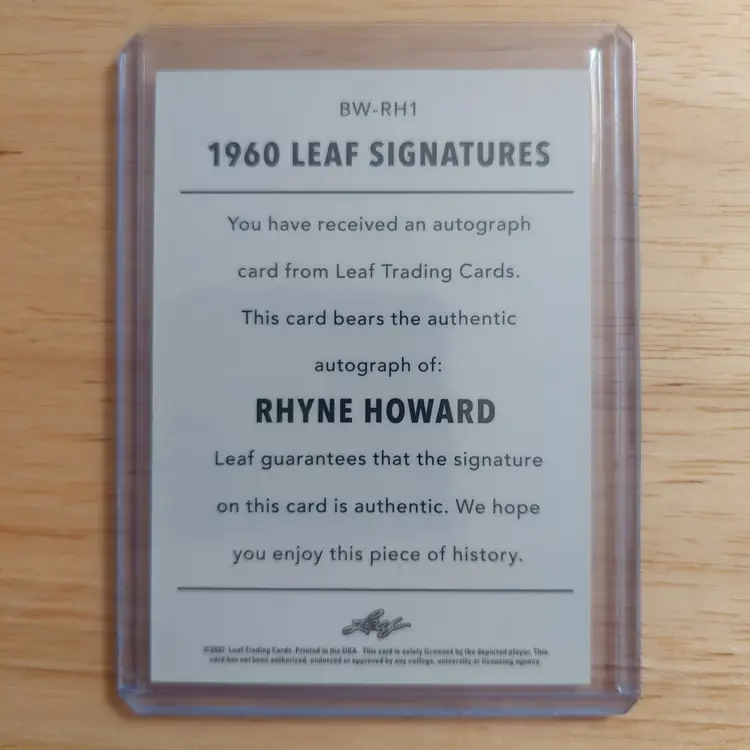 BW-RH1
1960 LEAF SIGNATURES
You have received an autograph
card from Leaf Trading Cards.
This card bears the authentic
autograph of:
RHYNE HOWARD
Leaf guarantees that the signature
on this card is authentic. We hope
you enjoy this piece of history.
Leaf
©2022 Leaf Trading Cards. Printed in the USA. This card is solely licensed by the depicted player. This
card has not been authorized, endorsed or approved by any college, university or licensing agency.